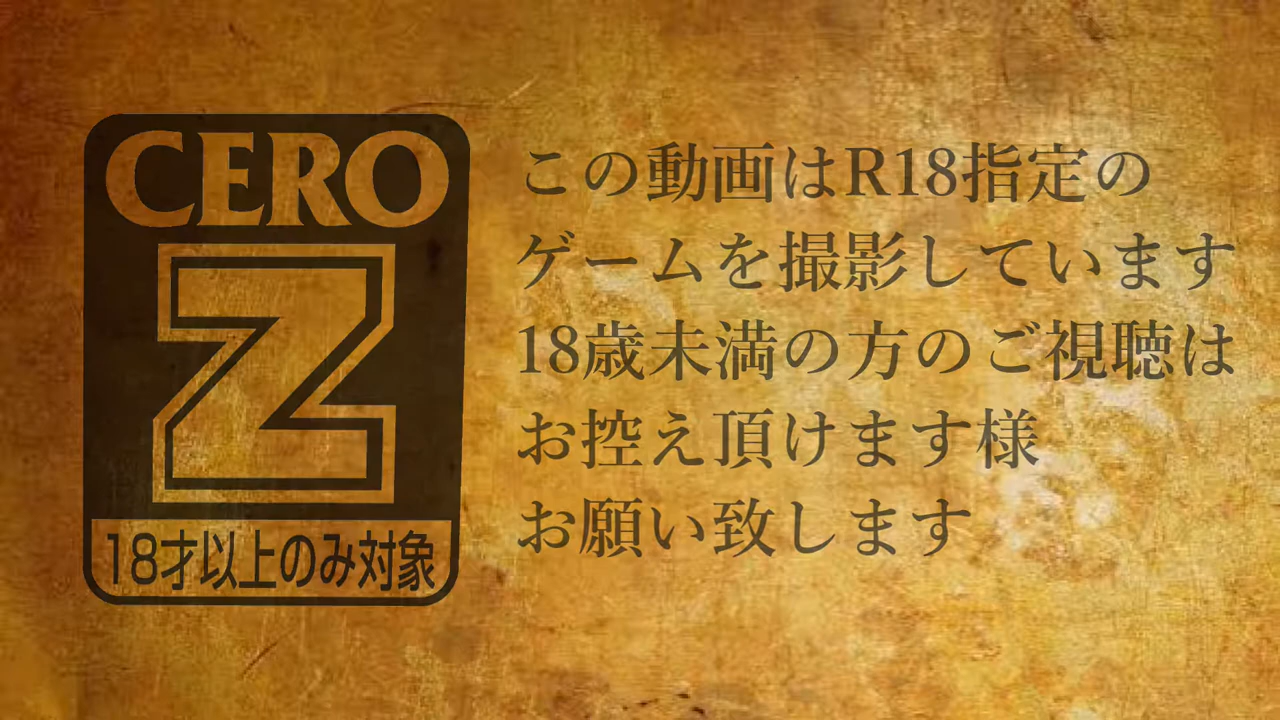 CERO
Z
18才以上のみ対象
この動画はR18指定の
ゲームを撮影しています
18歳未満の方のご視聴は
お控え頂けます様
お願い致します